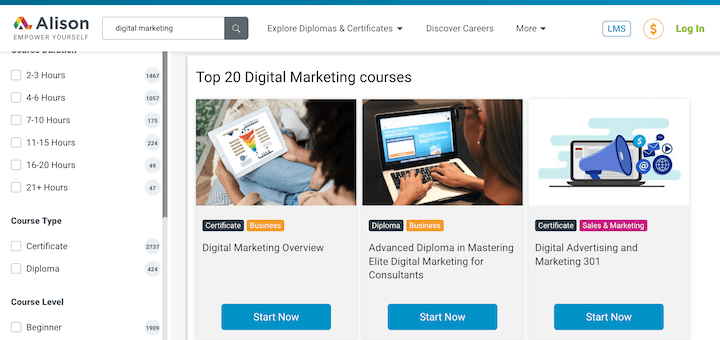 Alison
EMPOWER YOURSELF
digital marketing
Explore Diplomas & Certificates
Discover Careers
More
LMS
$
Log In
Course Duration
2-3 Hours 1467
4-6 Hours 1057
7-10 Hours 175
11-15 Hours 224
16-20 Hours 49
21+ Hours 47
Course Type
Certificate 2737
Diploma 424
Course Level
Beginner 1909
Top 20 Digital Marketing courses
Certificate Business
Digital Marketing Overview
Start Now
Diploma Business
Advanced Diploma in Mastering
Elite Digital Marketing for
Consultants
Start Now
Certificate Sales & Marketing
Digital Advertising and
Marketing 301
Start Now